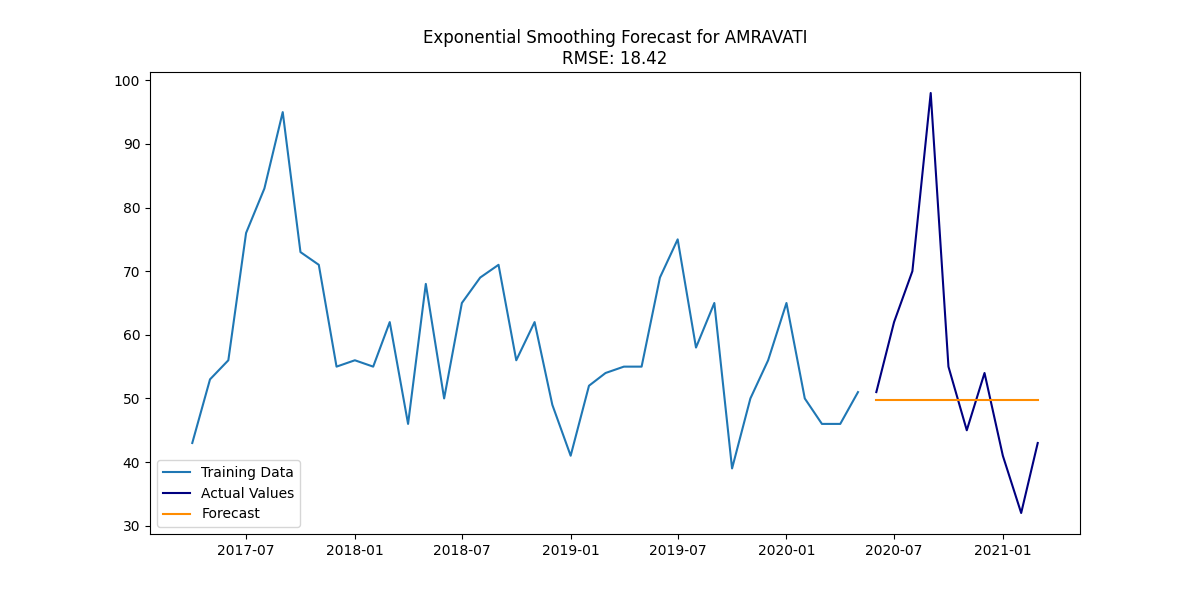 Exponential Smoothing Forecast for AMRAVATI
RMSE: 18.42
100
90
80
70
60
50
40
30
Training Data
Actual Values
Forecast
2017-07 2018-01 2018-07 2019-01 2019-07 2020-01 2020-07 2021-01